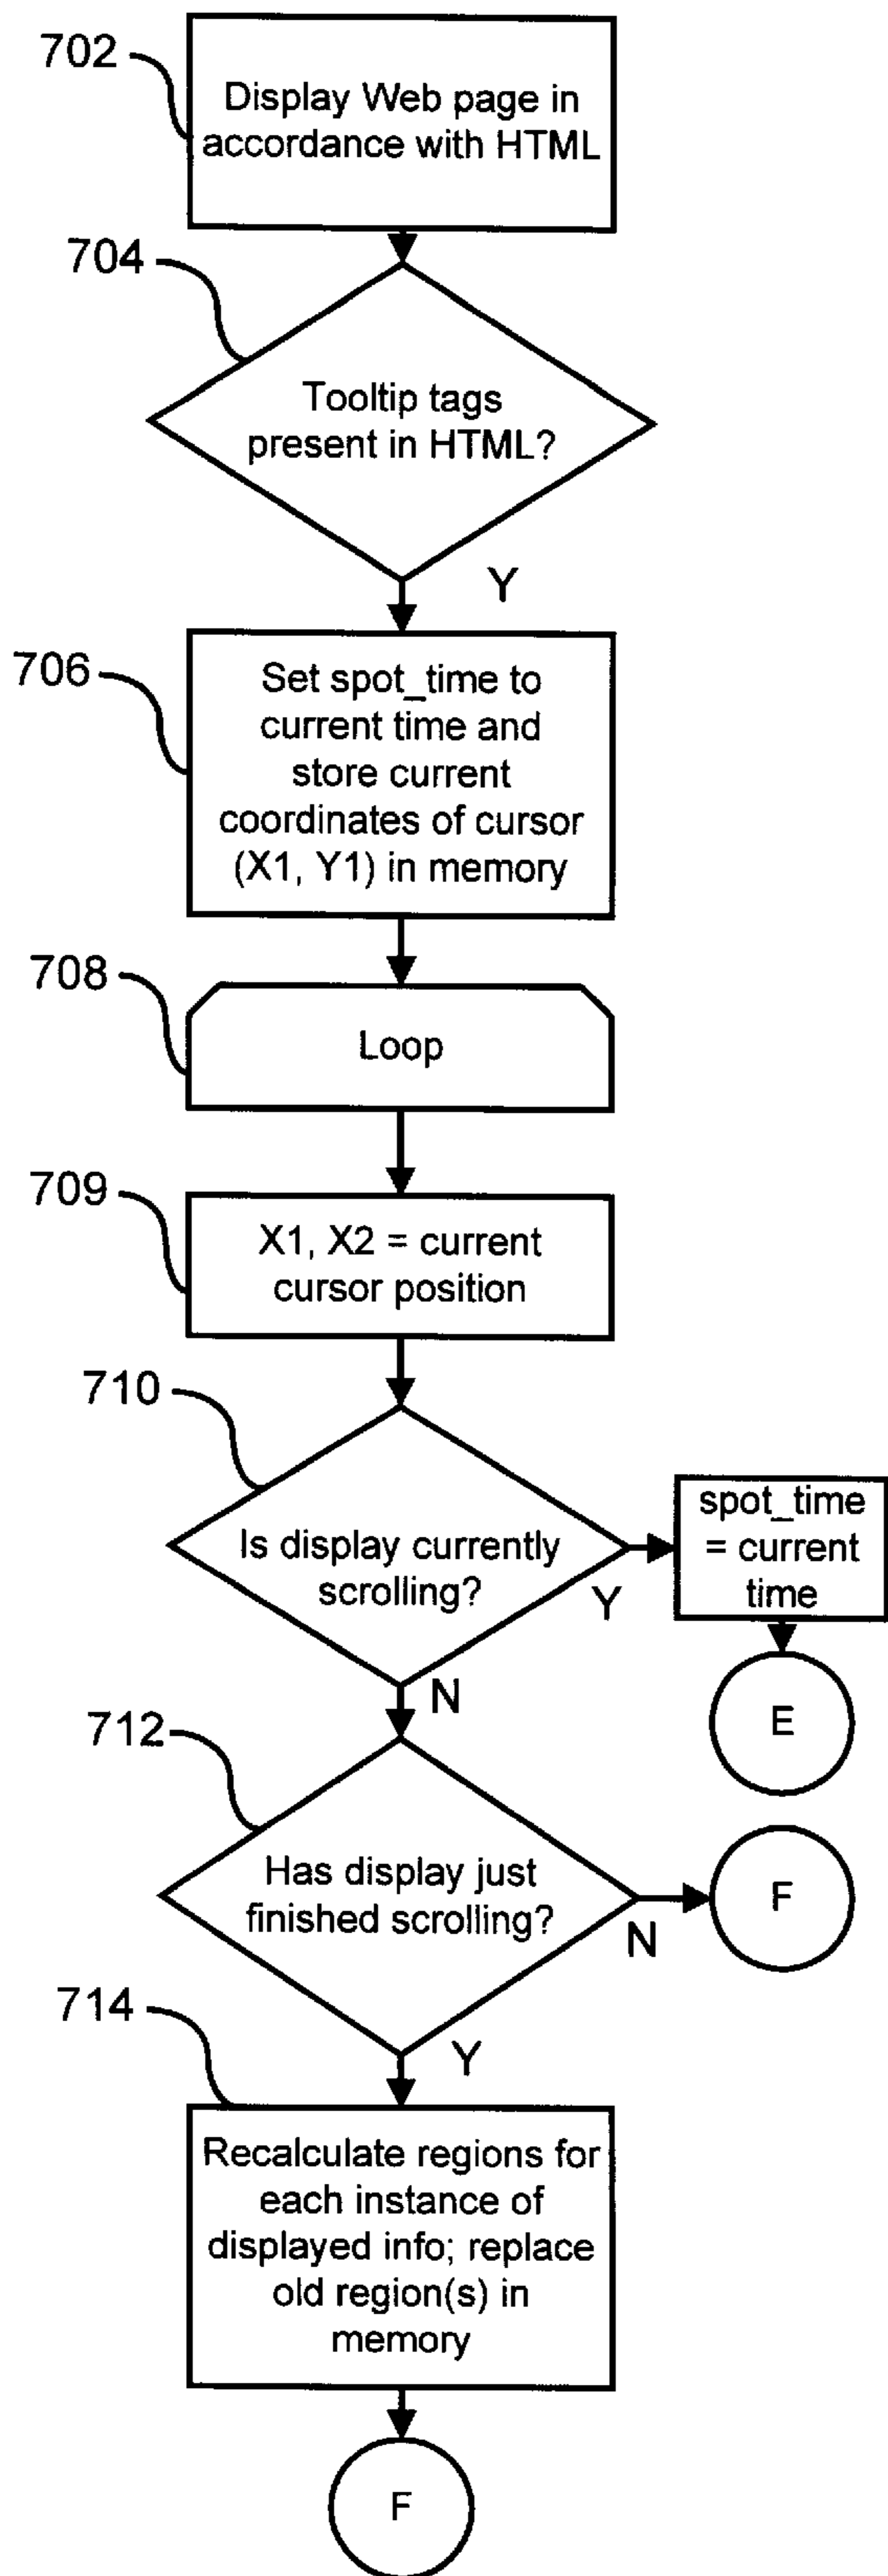 702
Display Web page in
accordance with HTML
704
Tooltip tags
present in HTML?
Y
706
Set spot_time to
current time and
store current
coordinates of cursor
(X1, Y1) in memory
708
Loop
709
X1, X2 = current
cursor position
710
Is display currently
scrolling?
Y
spot_time
= current
time
E
N
712
Has display just
finished scrolling?
N
F
714
Y
Recalculate regions for
each instance of
displayed info; replace
old region(s) in
memory
F